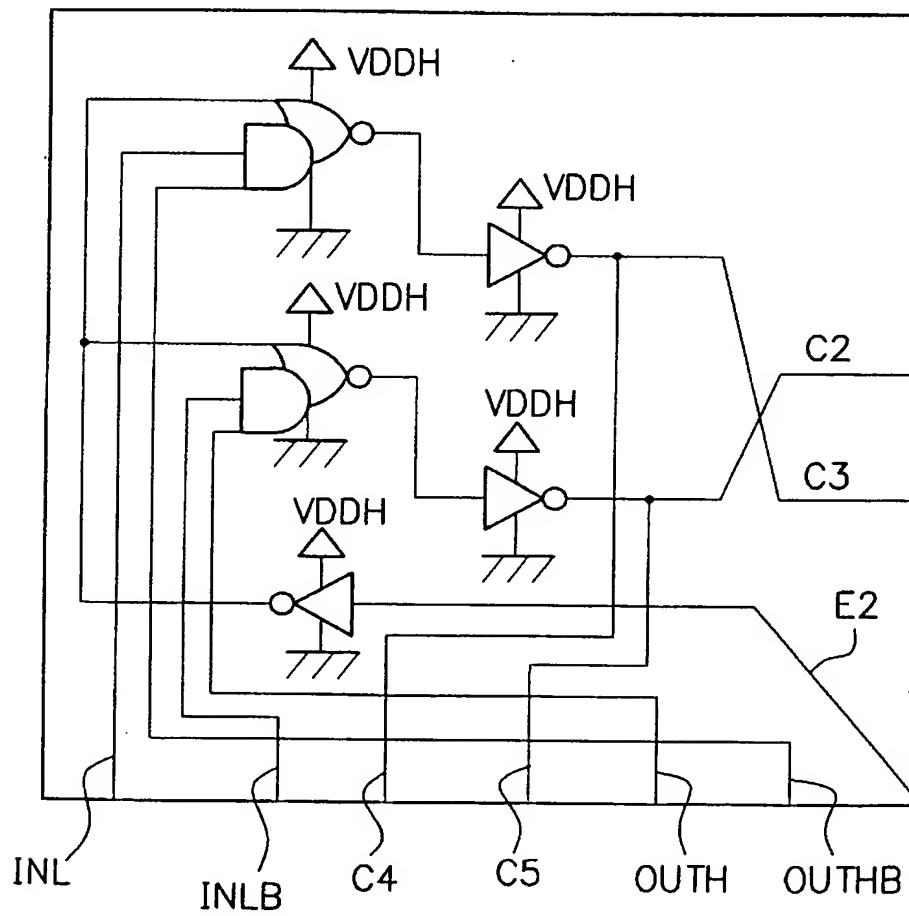 VDDH
VDDH
VDDH
C2
VDDH
C3
VDDH
E2
INL
INLB
C4
C5
OUTH
OUTHB